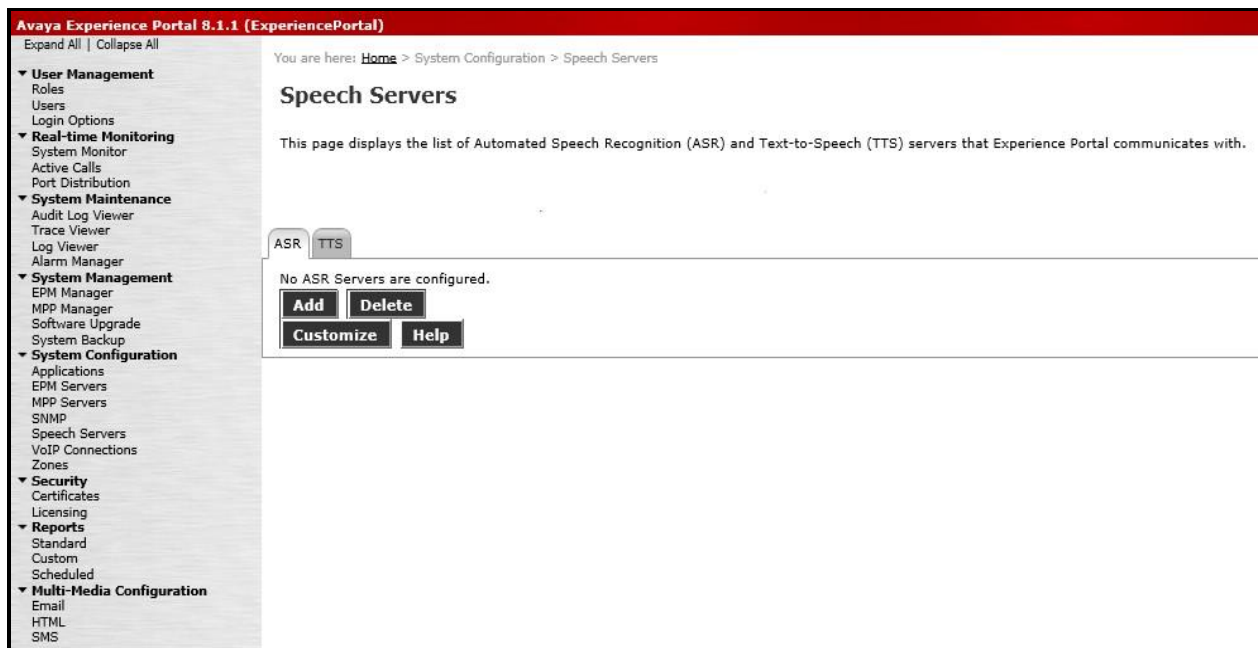 Avaya Experience Portal 8.1.1 (ExperiencePortal)
Expand All | Collapse All
▼ User Management
Roles
Users
Login Options
▼ Real-time Monitoring
System Monitor
Active Calls
Port Distribution
▼ System Maintenance
Audit Log Viewer
Trace Viewer
Log Viewer
Alarm Manager
▼ System Management
EPM Manager
MPP Manager
Software Upgrade
System Backup
▼ System Configuration
Applications
EPM Servers
MPP Servers
SNMP
Speech Servers
VoIP Connections
Zones
▼ Security
Certificates
Licensing
▼ Reports
Standard
Custom
Scheduled
▼ Multi-Media Configuration
Email
HTML
SMS
You are here: Home > System Configuration > Speech Servers
Speech Servers
This page displays the list of Automated Speech Recognition (ASR) and Text-to-Speech (TTS) servers that Experience Portal communicates with.
ASR TTS
No ASR Servers are configured.
Add Delete
Customize Help